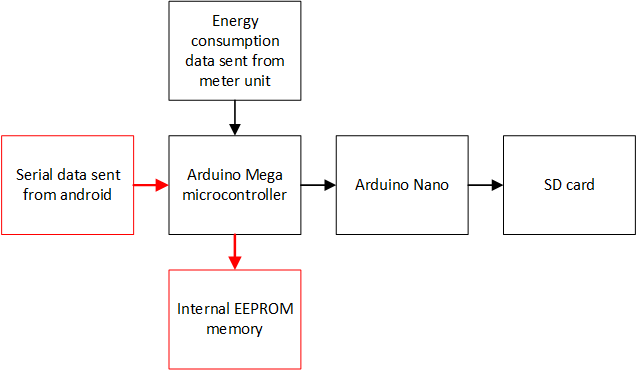 Energy
consumption
data sent from
meter unit
Serial data sent
from android
Arduino Mega
microcontroller
Arduino Nano
SD card
Internal EEPROM
memory